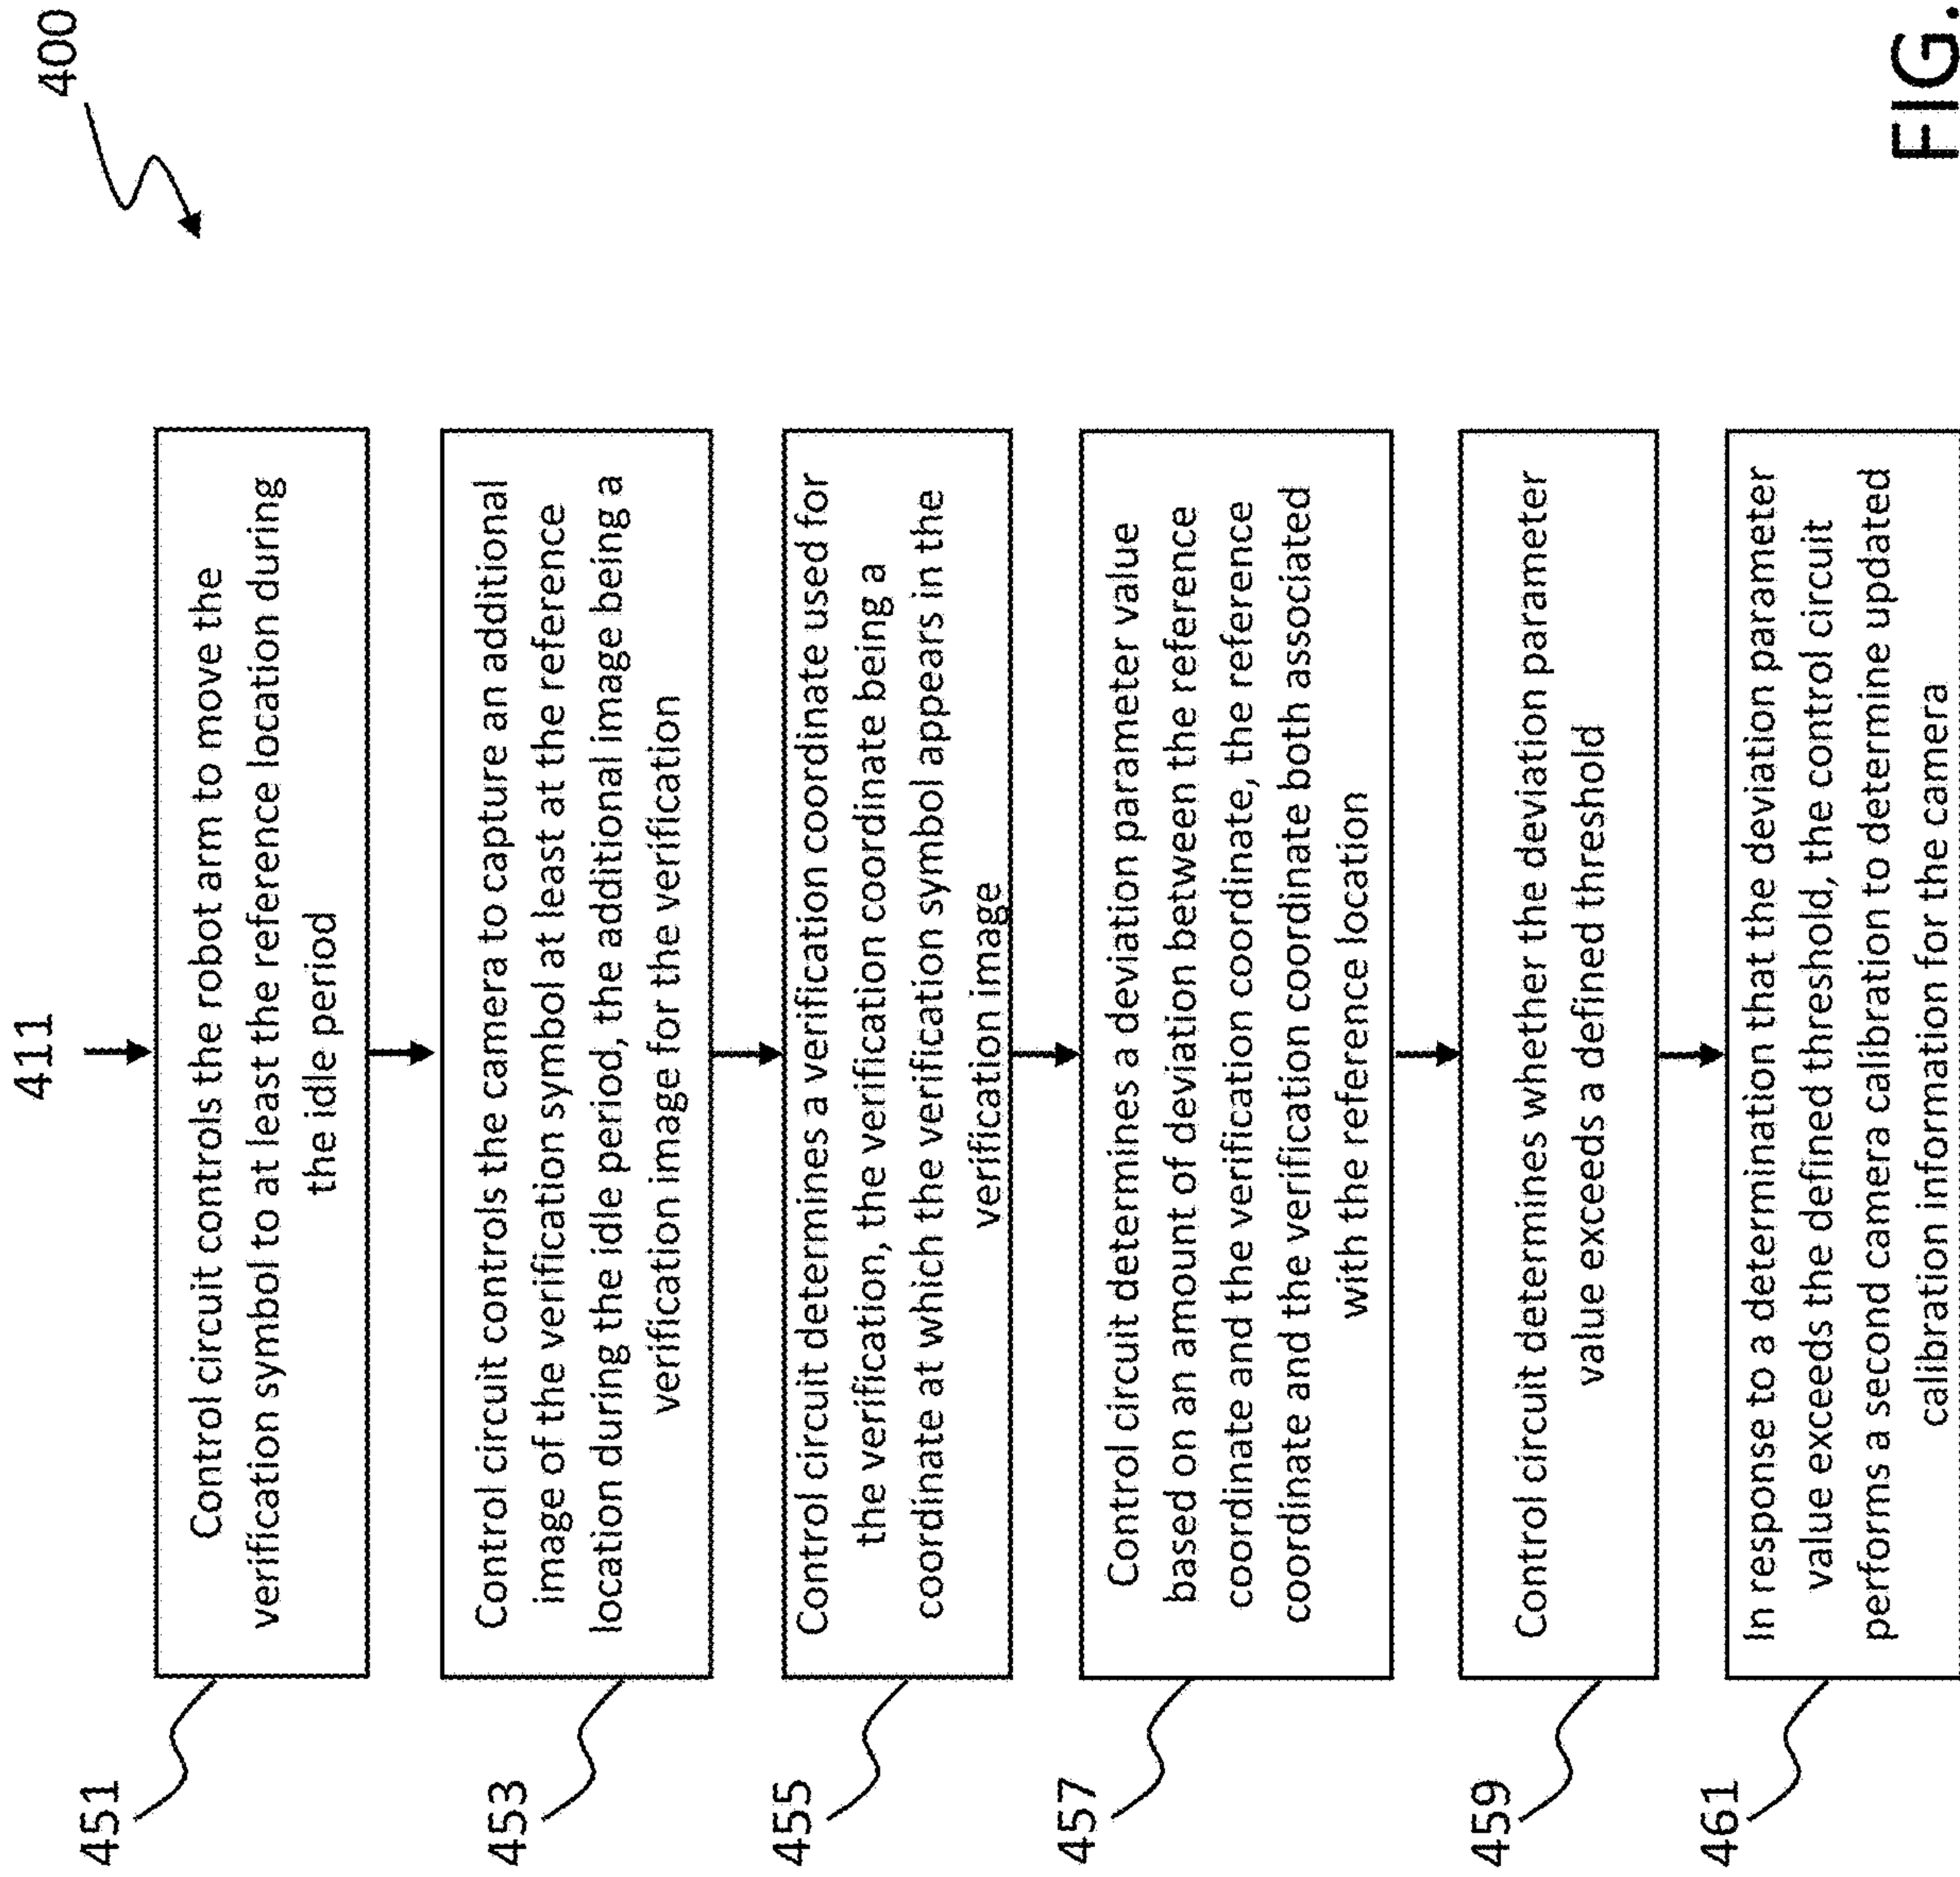 400
411
451
Control circuit controls the robot arm to move the
verification symbol to at least the reference location during
the idle period
453
Control circuit controls the camera to capture an additional
image of the verification symbol at least at the reference
location during the idle period, the additional image being a
verification image for the verification
455
Control circuit determines a verification coordinate used for
the verification, the verification coordinate being a
coordinate at which the verification symbol appears in the
verification image
457
Control circuit determines a deviation parameter value
based on an amount of deviation between the reference
coordinate and the verification coordinate, the reference
coordinate and the verification coordinate both associated
with the reference location
459
Control circuit determines whether the deviation parameter
value exceeds a defined threshold
461
In response to a determination that the deviation parameter
value exceeds the defined threshold, the control circuit
performs a second camera calibration to determine updated
calibration information for the camera
FIG.